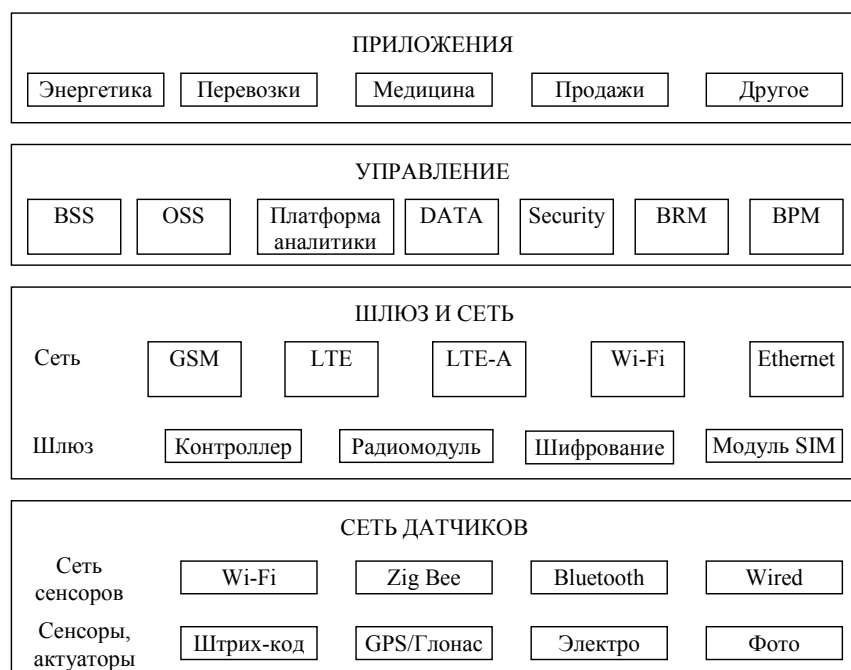 ПРИЛОЖЕНИЯ
Энергетика Перевозки Медицина Продажи Другое
УПРАВЛЕНИЕ
BSS OSS Платформа аналитики DATA Security BRM BPM
ШЛЮЗ И СЕТЬ
Сеть GSM LTE LTE-A Wi-Fi Ethernet
Шлюз Контроллер Радиомодуль Шифрование Модуль SIM
СЕТЬ ДАТЧИКОВ
Сеть сенсоров Wi-Fi Zig Bee Bluetooth Wired
Сенсоры, актуаторы Штрих-код GPS/Глонас Электро Фото